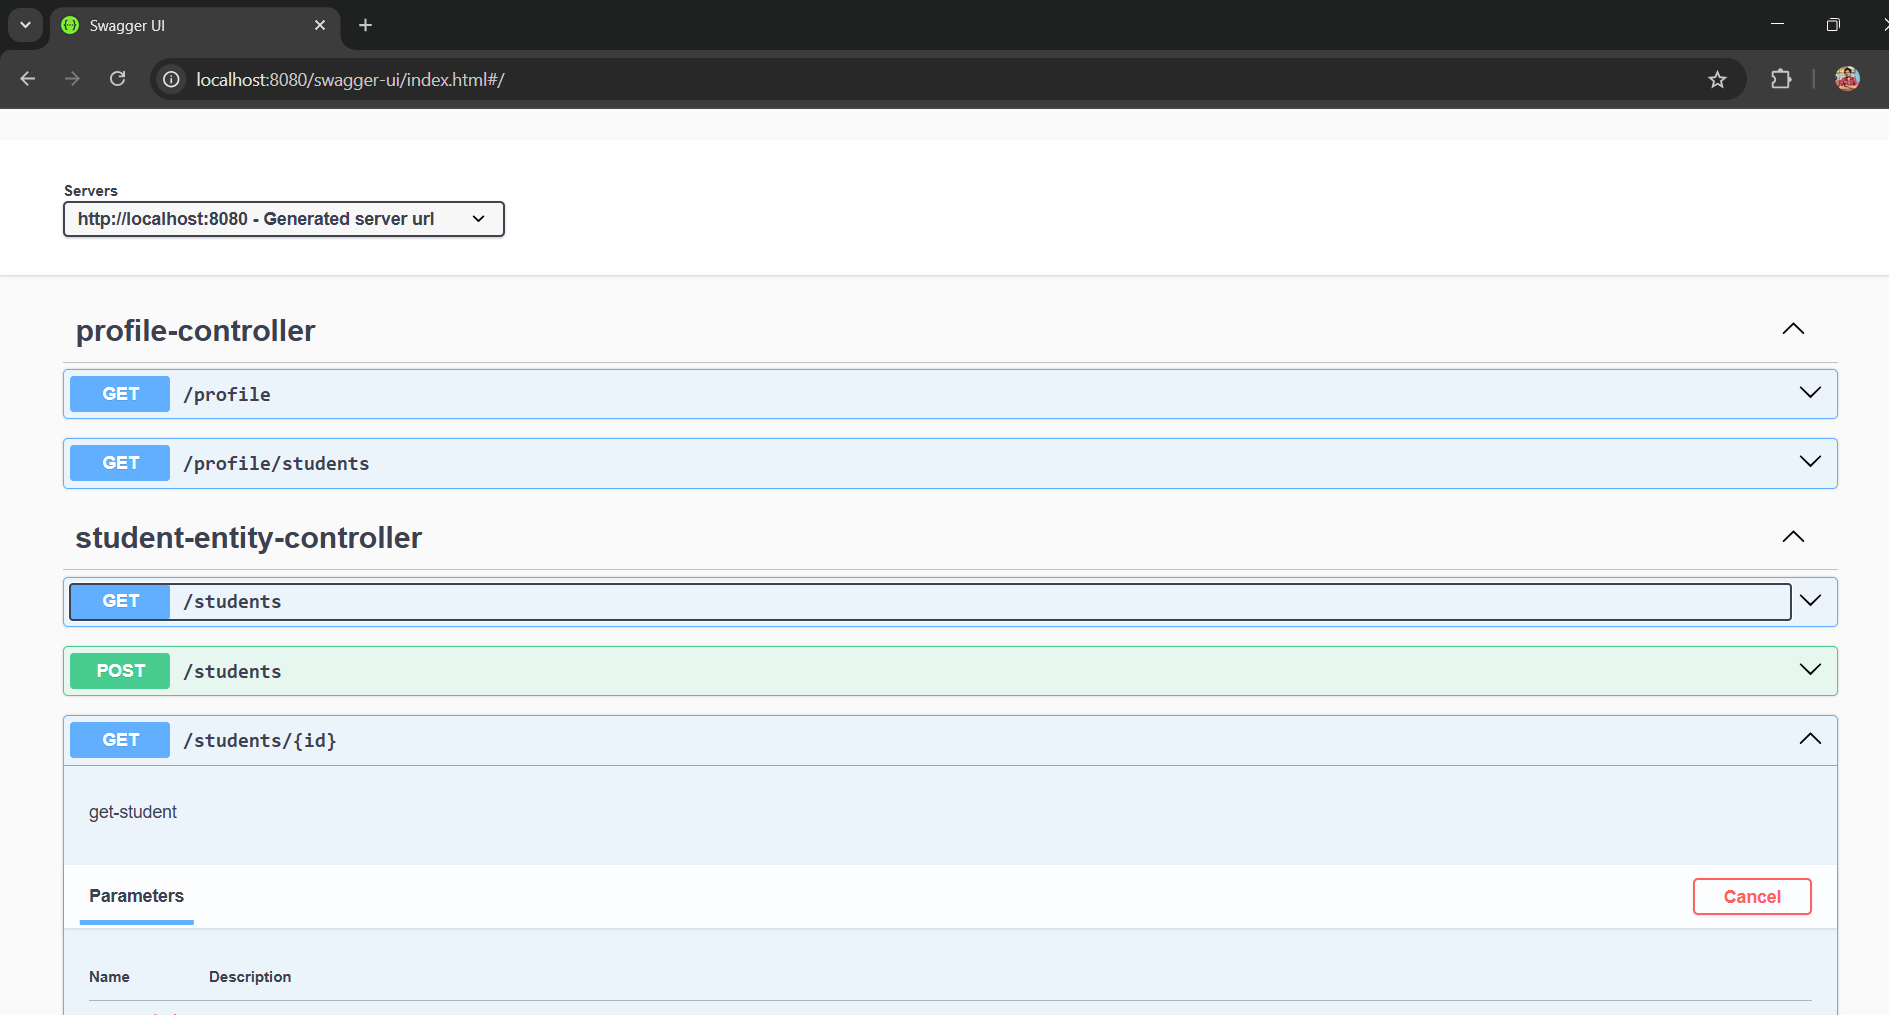 Swagger UI
localhost:8080/swagger-ui/index.html#/
Servers
http://localhost:8080 - Generated server url
profile-controller
GET /profile
GET /profile/students
student-entity-controller
GET /students
POST /students
GET /students/{id}
get-student
Parameters
Cancel
Name Description